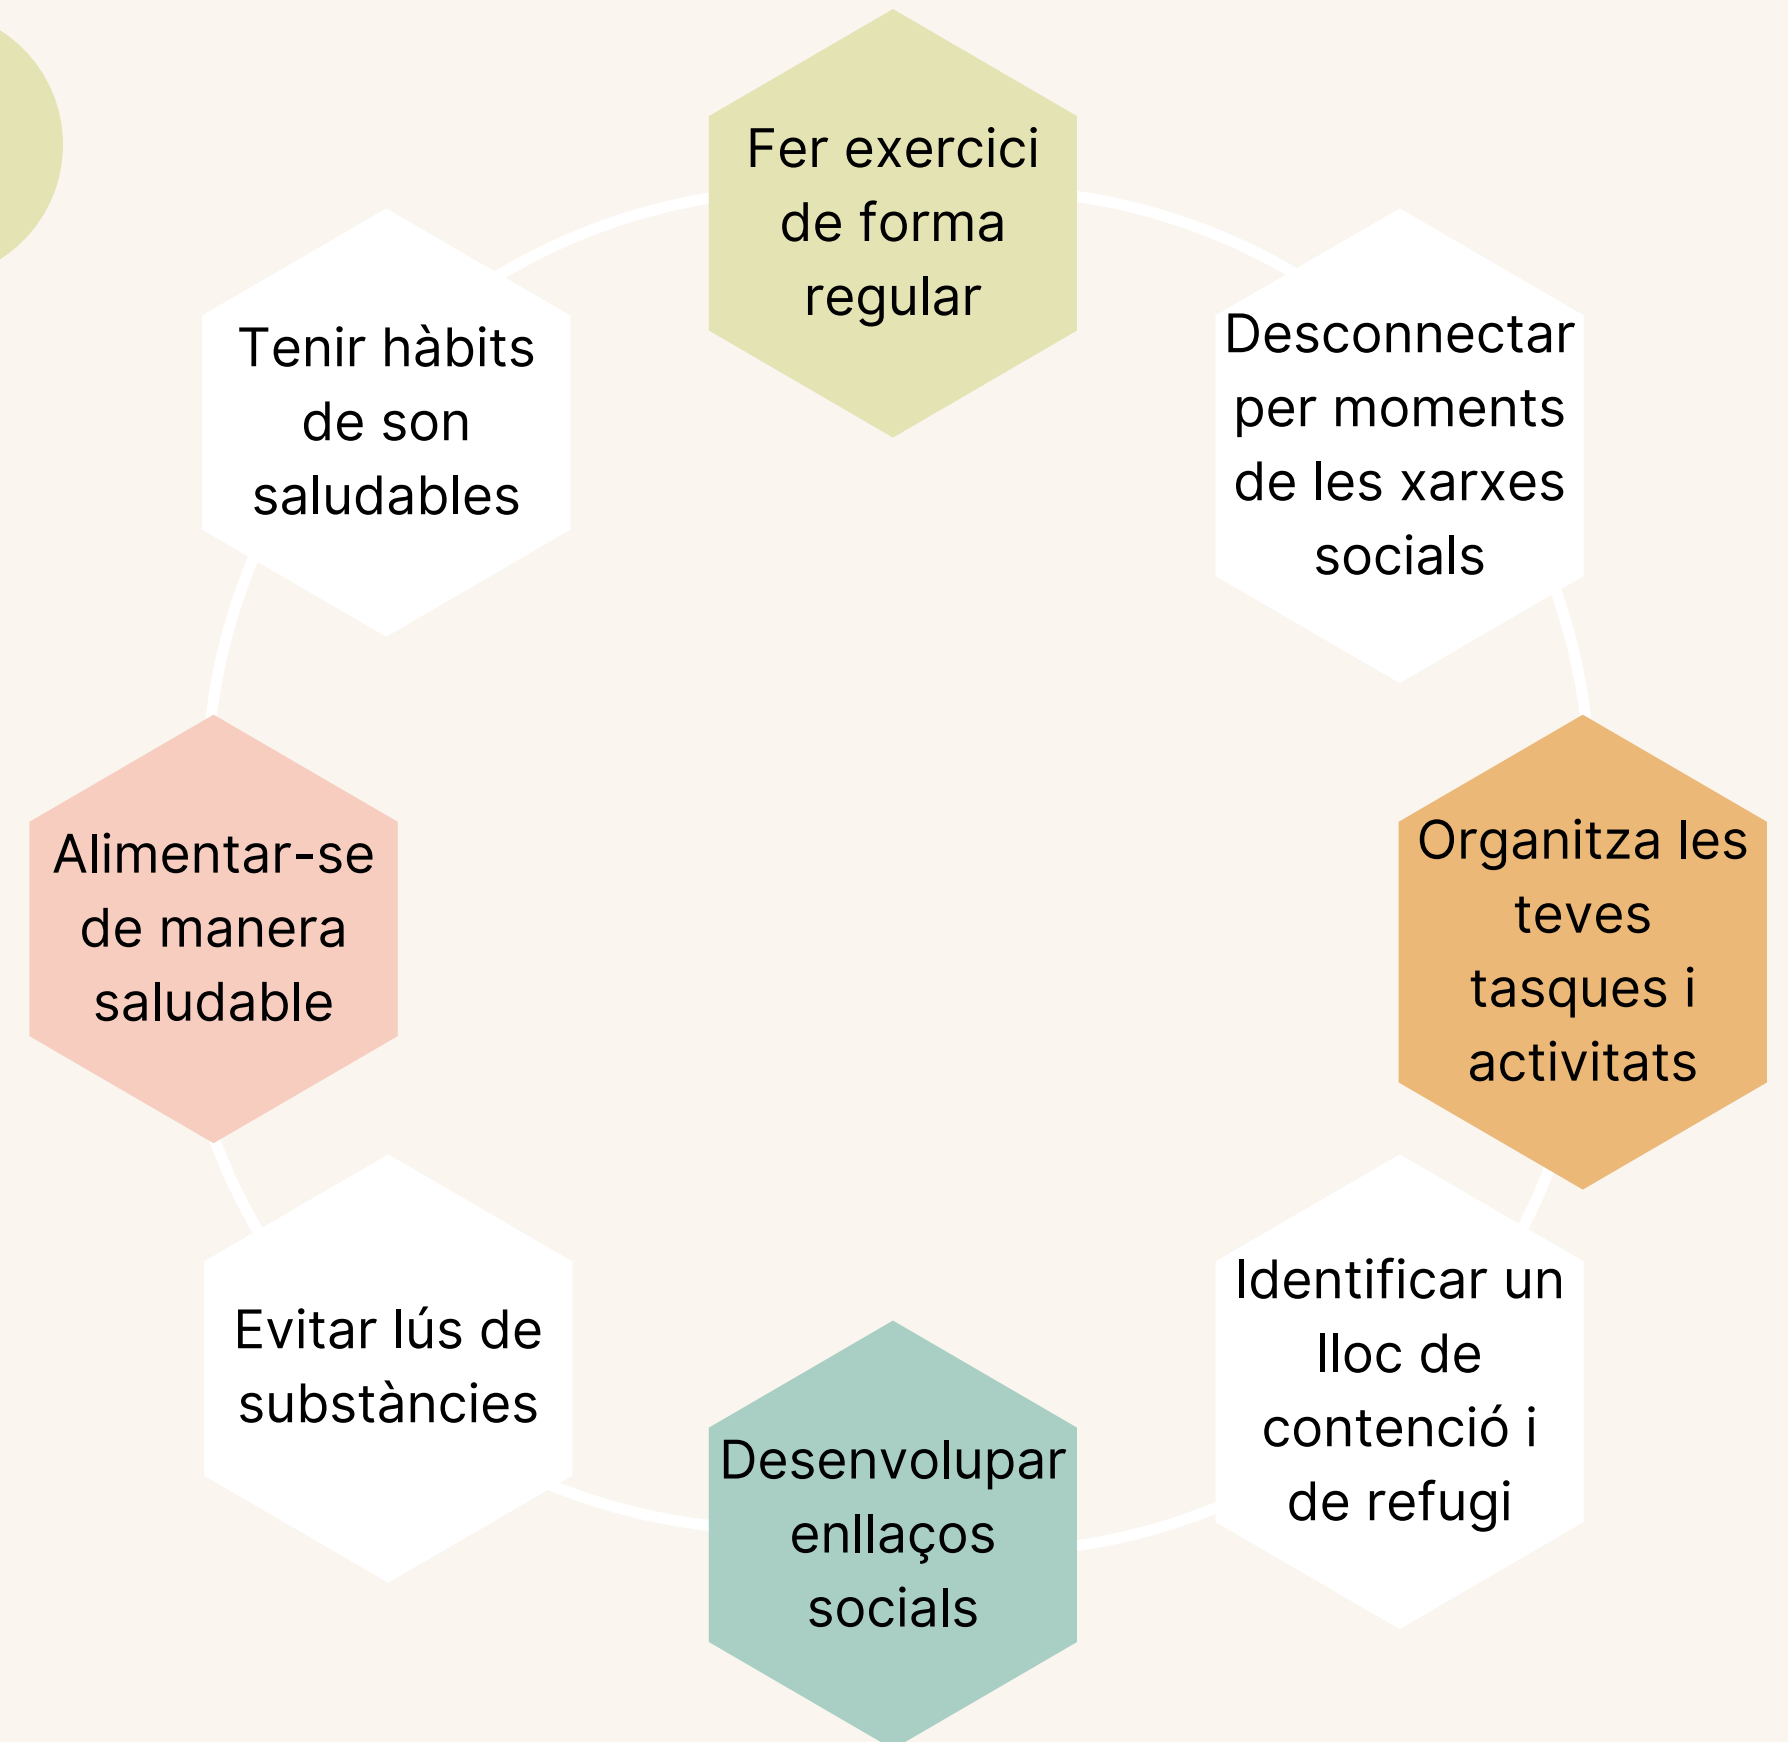 Fer exercici
de forma
regular
Desconnectar
per moments
de les xarxes
socials
Organitza les
teves
tasques i
activitats
Identificar un
lloc de
contenció i
de refugi
Desenvolupar
enllaços
socials
Evitar lús de
substàncies
Alimentar-se
de manera
saludable
Tenir hàbits
de son
saludables